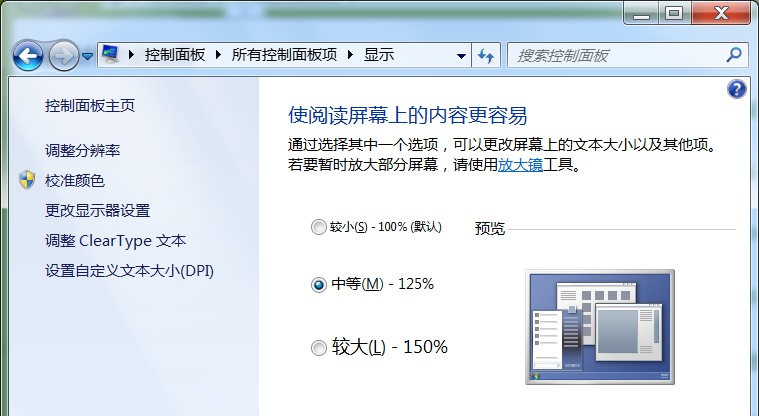 控制面板 所有控制面板项 显示 搜索控制面板
控制面板主页
调整分辨率
校准颜色
更改显示器设置
调整 ClearType 文本
设置自定义文本大小(DPI)
使阅读屏幕上的内容更容易
通过选择其中一个选项，可以更改屏幕上的文本大小以及其他项。
若要暂时放大部分屏幕，请使用放大镜工具。
较小(S) - 100% (默认) 预览
中等(M) - 125%
较大(L) - 150%